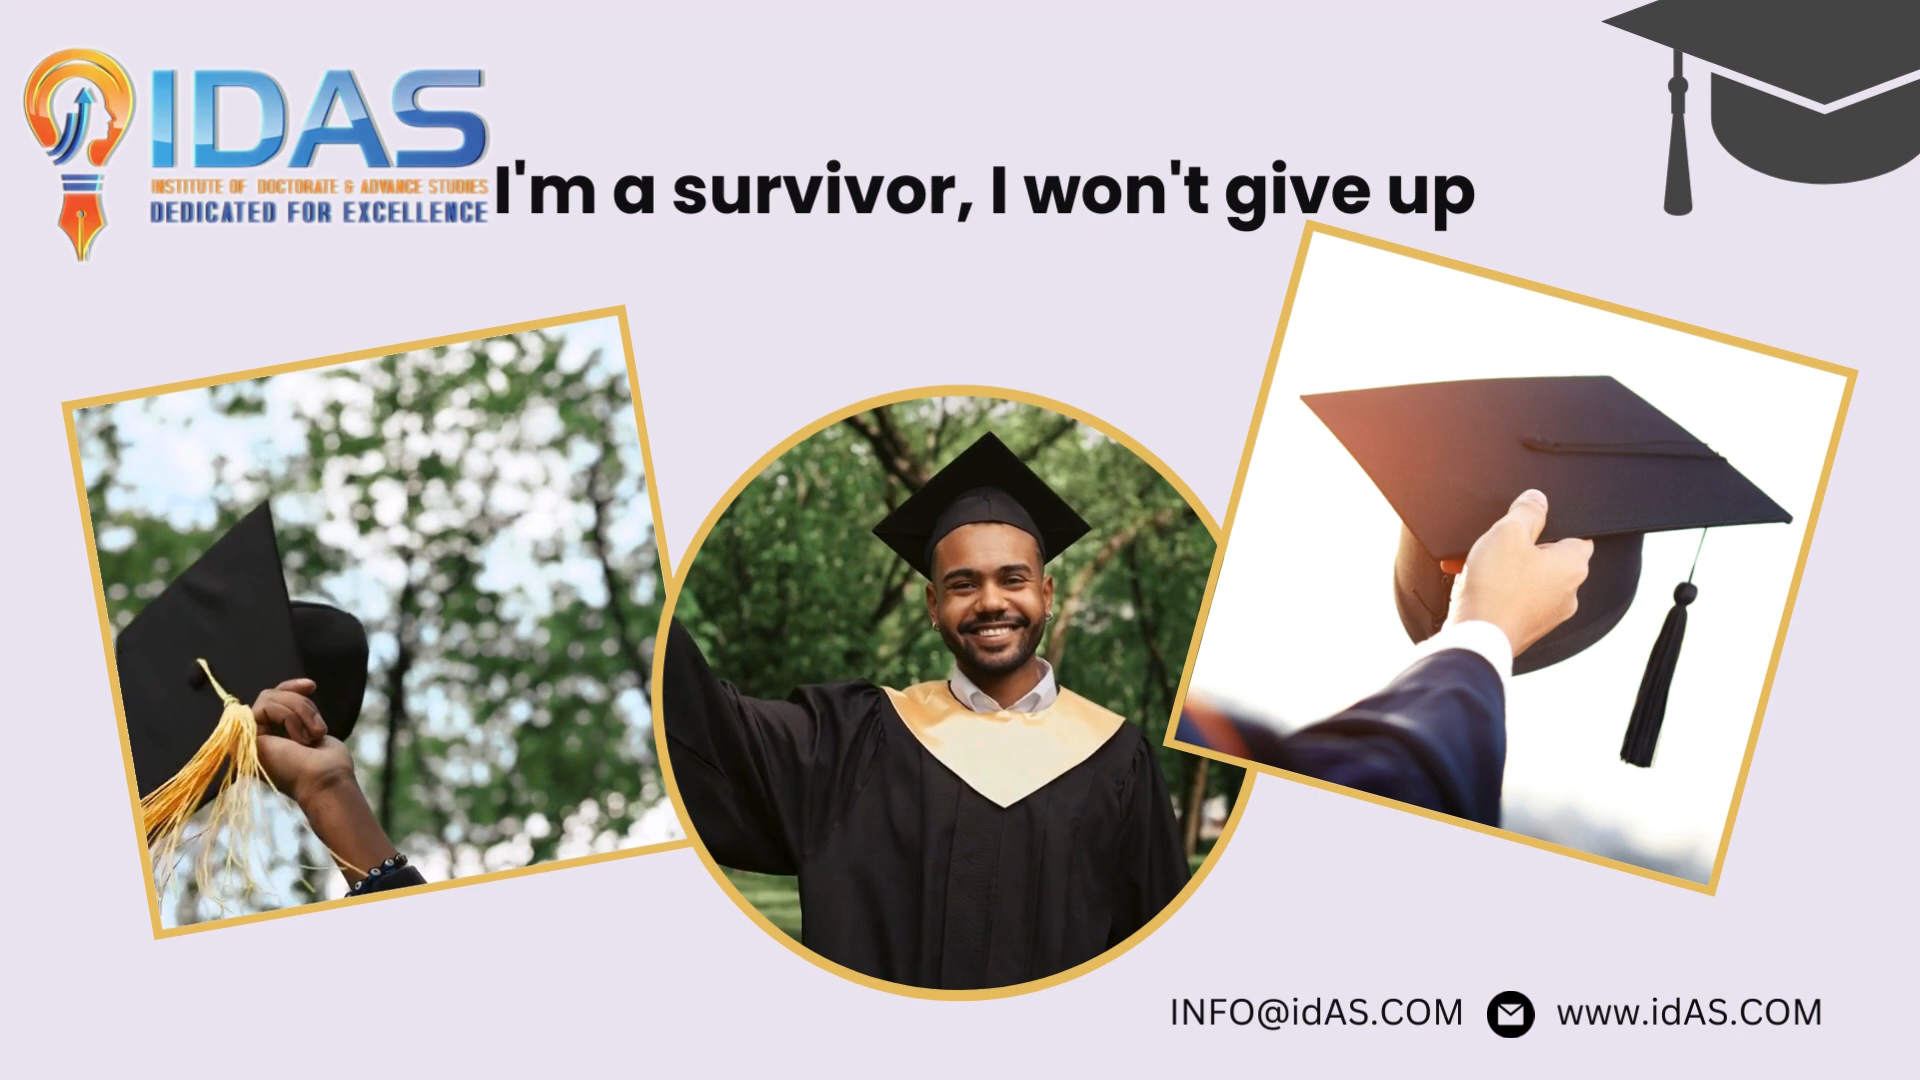 IDAS
INSTITUTE OF DOCTORATE & ADVANCE STUDIES
DEDICATED FOR EXCELLENCE
I'm a survivor, I won't give up
INFO@idAS.COM www.idAS.COM